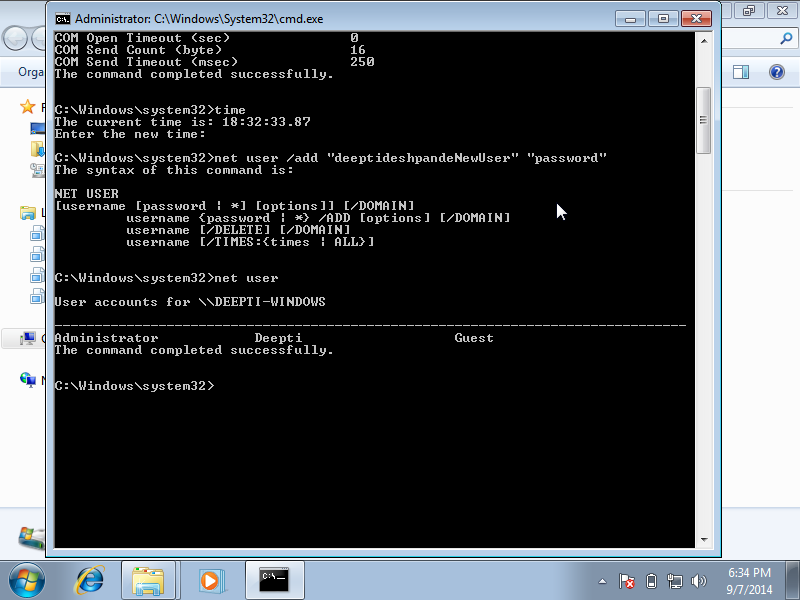 Administrator: C:\Windows\System32\cmd.exe
COM Open Timeout (sec)               0
COM Send Count (byte)                16
COM Send Timeout (msec)              250
The command completed successfully.
C:\Windows\system32>time
The current time is: 18:32:33.87
Enter the new time:
C:\Windows\system32>net user /add "deeptideshpandeNewUser" "password"
The syntax of this command is:
NET USER
[username [password | *] [options]] [/DOMAIN]
         username {password | *} /ADD [options] [/DOMAIN]
         username [/DELETE] [/DOMAIN]
         username [/TIMES:{times | ALL}]
C:\Windows\system32>net user
User accounts for \\DEEPTI-WINDOWS
-------------------------------------------------------------------------------
Administrator            Deepti                   Guest
The command completed successfully.
C:\Windows\system32>
Orga
C:\_
6:34 PM
9/7/2014